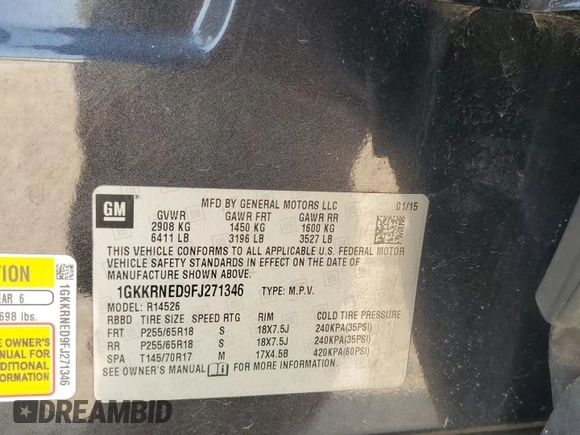 GM
MFD BY GENERAL MOTORS LLC
01/15
GVWR GAWR FRT GAWR RR
2908 KG 1450 KG 1600 KG
6411 LB 3196 LB 3527 LB
THIS VEHICLE CONFORMS TO ALL APPLICABLE U.S. FEDERAL MOTOR
VEHICLE SAFETY STANDARDS IN EFFECT ON THE DATE OF
MANUFACTURE SHOWN ABOVE.
1GKKRNED9FJ271346 TYPE: M.P.V.
MODEL: R14526
RBBD TIRE SIZE SPEED RTG RIM COLD TIRE PRESSURE
FRT P255/65R18 S 18X7.5J 240KPA(35PSI)
RR P255/65R18 S 18X7.5J 240KPA(35PSI)
SPA T145/70R17 M 17X4.5B 420KPA(60PSI)
SEE OWNER'S MANUAL FOR MORE INFORMATION.
TION
EAR 6
698 lbs.
E OWNER'S
ANUAL FOR
DDITIONAL
FORMATION
1GKKRNED9FJ271346
DREAMBID